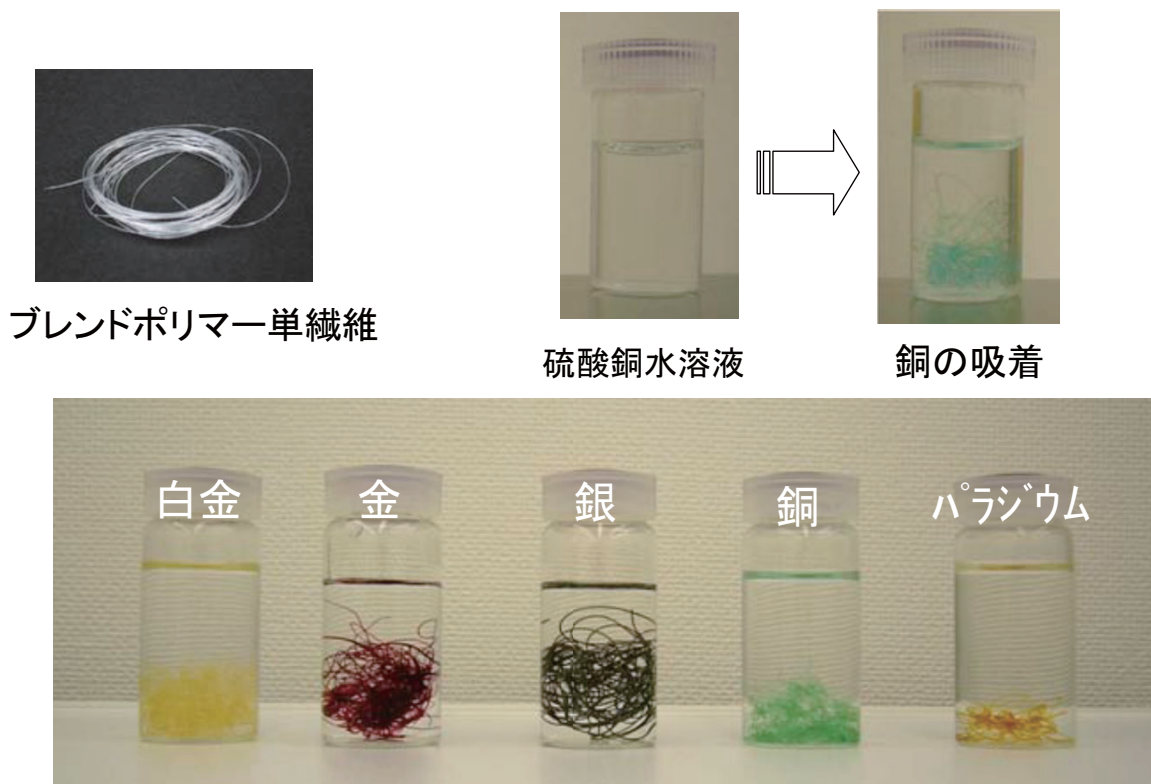 ブレンドポリマー単繊維
硫酸銅水溶液
銅の吸着
白金
金
銀
銅
パラジウム